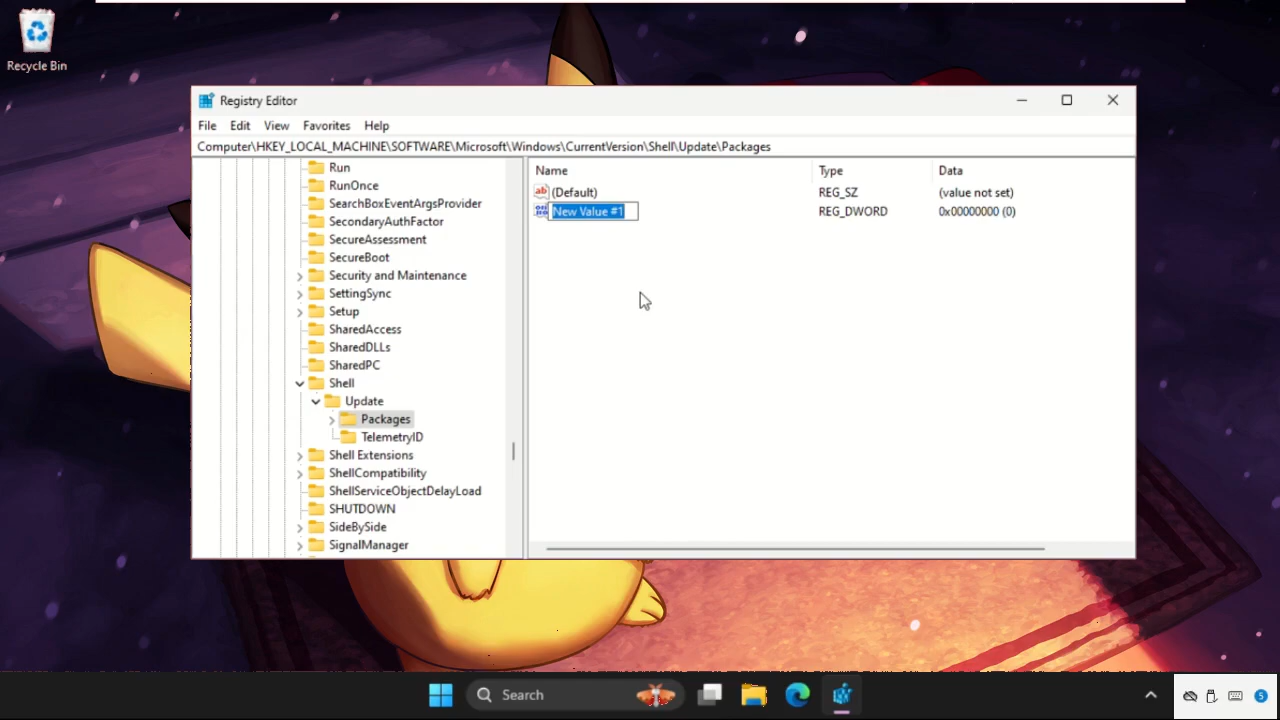 Recycle Bin
Registry Editor
File Edit View Favorites Help
Computer\HKEY_LOCAL_MACHINE\SOFTWARE\Microsoft\Windows\CurrentVersion\Shell\Update\Packages
Run
RunOnce
SearchBoxEventArgsProvider
SecondaryAuthFactor
SecureAssessment
SecureBoot
Security and Maintenance
SettingSync
Setup
SharedAccess
SharedDLLs
SharedPC
Shell
Update
Packages
TelemetryID
Shell Extensions
ShellCompatibility
ShellServiceObjectDelayLoad
SHUTDOWN
SideBySide
SignalManager
Name Type Data
(Default) REG_SZ (value not set)
New Value #1 REG_DWORD 0x00000000 (0)
Search
5